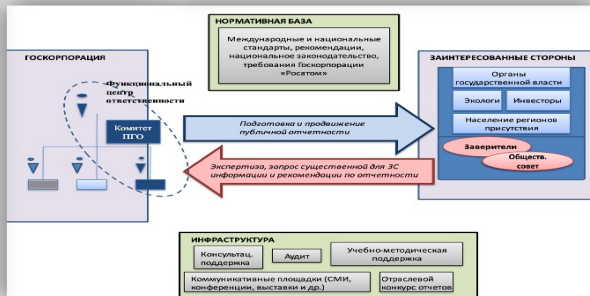 НОРМАТИВНАЯ БАЗА
Международные и национальные
стандарты, рекомендации,
национальное законодательство,
требования Госкорпорации
«Росатом»
ГОСКОРПОРАЦИЯ
Функциональный
центр
ответственности
Комитет
ПГО
Подготовка и продвижение
публичной отчетности
Экспертиза, запрос существенной для ЗС
информации и рекомендации по отчетности
ЗАИНТЕРЕСОВАННЫЕ СТОРОНЫ
Органы
государственной власти
Экологи
Инвесторы
Население регионов
присутствия
Заверители
Обществ.
совет
ИНФРАСТРУКТУРА
Консультац.
поддержка
Аудит
Учебно-методическая
поддержка
Коммуникативные площадки (СМИ,
конференции, выставки и др.)
Отраслевой
конкурс отчетов